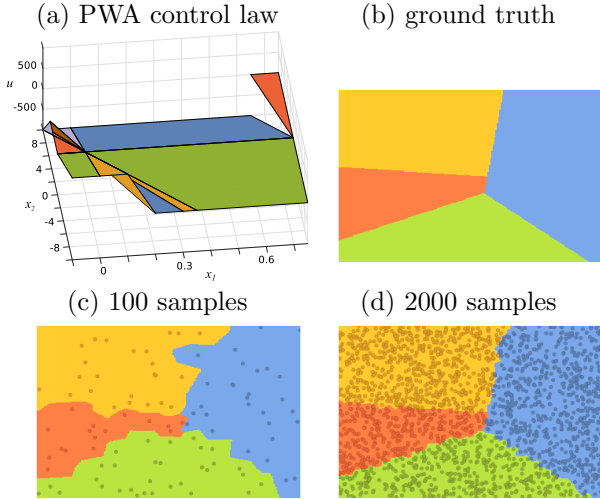 (a) PWA control law
(b) ground truth
500
u
0
-500
8
4
0
x2
-4
-8
0
0.3
0.6
x1
(c) 100 samples
(d) 2000 samples